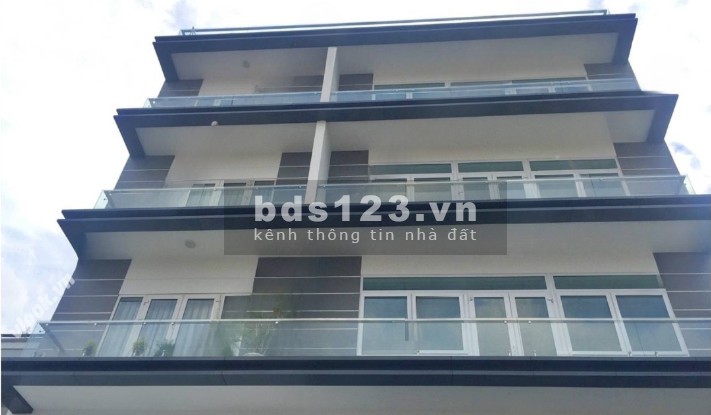 bds123.vn
kênh thông tin nhà đất